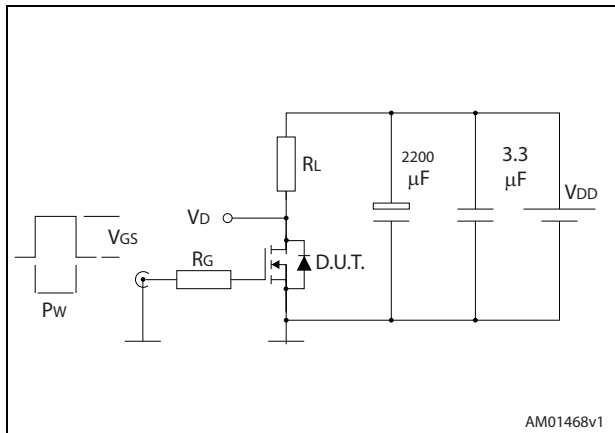 RL
2200
μF
3.3
μF
VDD
VD
VGS
RG
D.U.T.
PW
AM01468v1